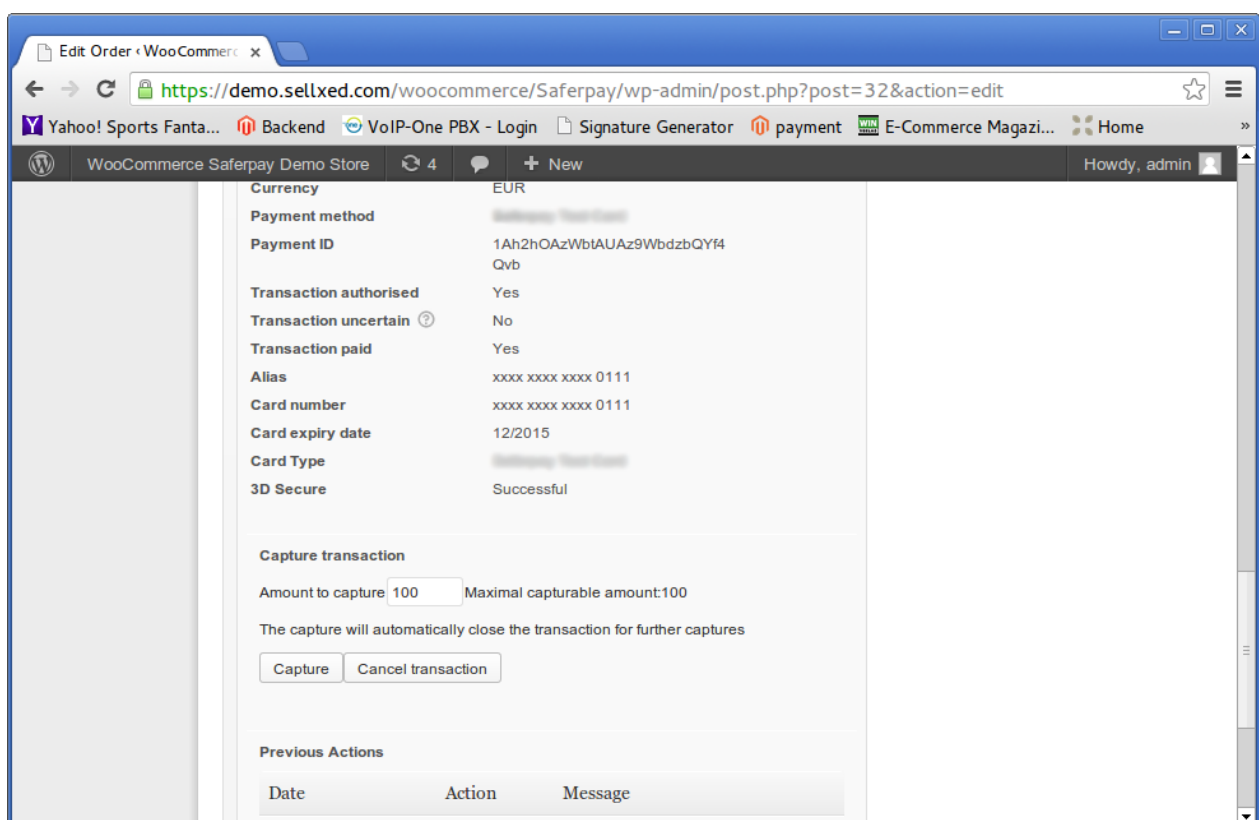 Edit Order ‹ WooCommerc
https://demo.sellxed.com/woocommerce/Saferpay/wp-admin/post.php?post=32&action=edit
Yahoo! Sports Fanta... Backend VoIP-One PBX - Login Signature Generator payment E-Commerce Magazi... Home »
WooCommerce Saferpay Demo Store 4 + New Howdy, admin
Currency EUR
Payment method
Payment ID 1Ah2hOAzWbtAUAz9WbdzbQYf4
Qvb
Transaction authorised Yes
Transaction uncertain ? No
Transaction paid Yes
Alias xxxx xxxx xxxx 0111
Card number xxxx xxxx xxxx 0111
Card expiry date 12/2015
Card Type
3D Secure Successful
Capture transaction
Amount to capture 100 Maximal capturable amount:100
The capture will automatically close the transaction for further captures
Capture Cancel transaction
Previous Actions
Date Action Message